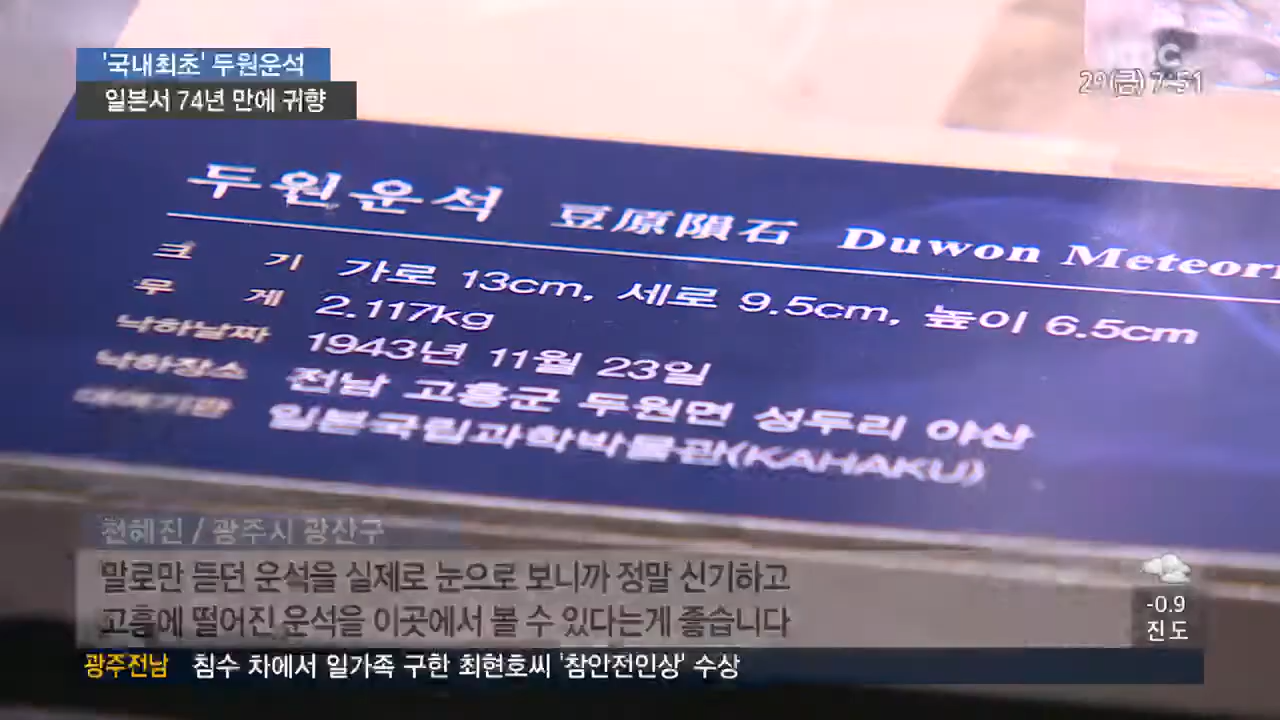 '국내최초' 두원운석
일본서 74년 만에 귀향
29(금) 7:51
두원운석 豆原隕石 Duwon Meteori
크 기 가로 13cm, 세로 9.5cm, 높이 6.5cm
무 게 2.117kg
낙하날짜 1943년 11월 23일
낙하장소 전남 고흥군 두원면 성두리 야산
대여기관 일본국립과학박물관(KAHAKU)
천혜진 / 광주시 광산구
말로만 듣던 운석을 실제로 눈으로 보니까 정말 신기하고
고흥에 떨어진 운석을 이곳에서 볼 수 있다는게 좋습니다
-0.9
진도
광주전남 침수 차에서 일가족 구한 최현호씨 '참안전인상' 수상